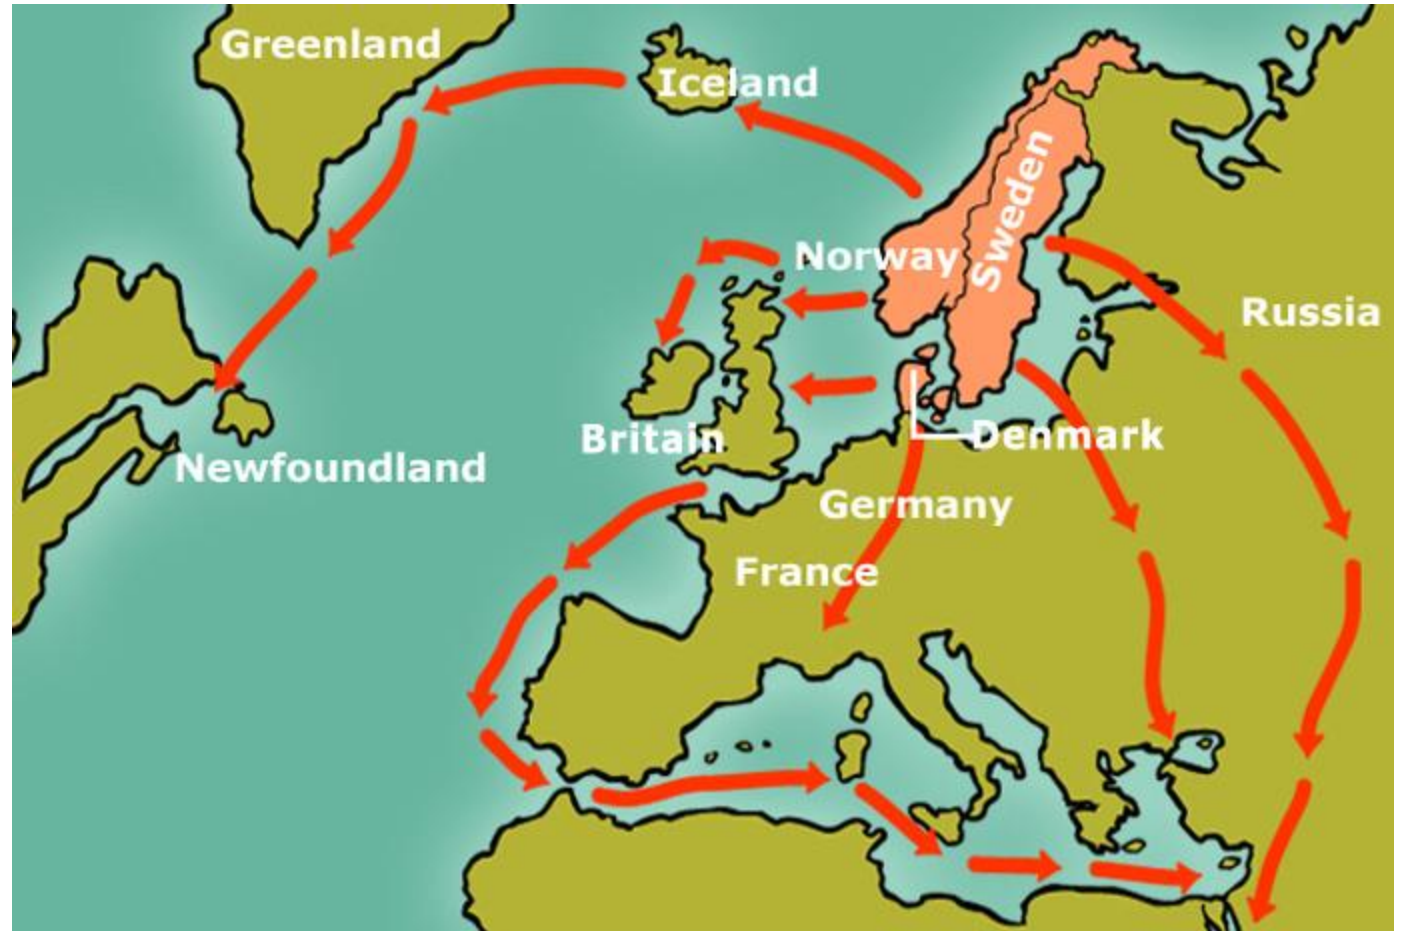 Greenland
Iceland
Sweden
Norway
Russia
Britain
Denmark
Newfoundland
Germany
France